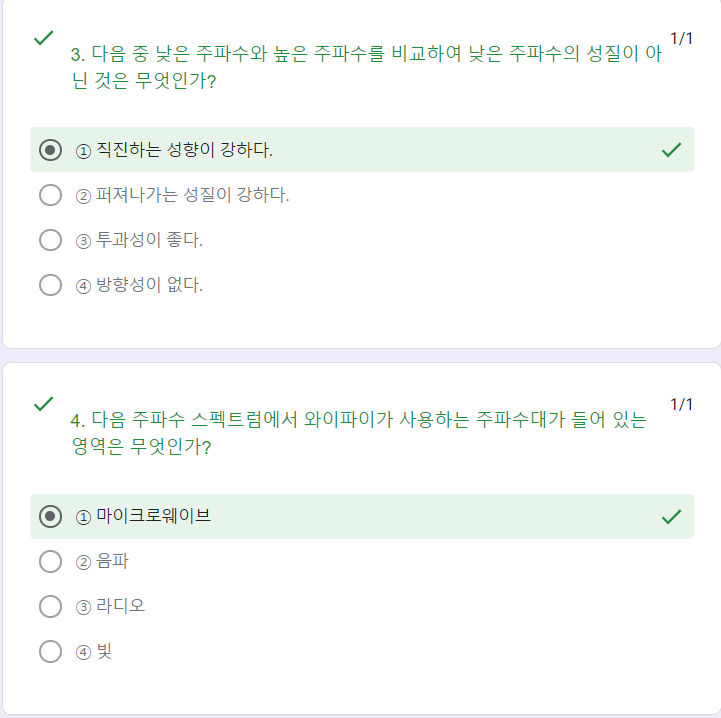 1/1
3. 다음 중 낮은 주파수와 높은 주파수를 비교하여 낮은 주파수의 성질이 아
닌 것은 무엇인가?
① 직진하는 성향이 강하다.
② 퍼져나가는 성질이 강하다.
③ 투과성이 좋다.
④ 방향성이 없다.
1/1
4. 다음 주파수 스펙트럼에서 와이파이가 사용하는 주파수대가 들어 있는
영역은 무엇인가?
① 마이크로웨이브
② 음파
③ 라디오
④ 빛